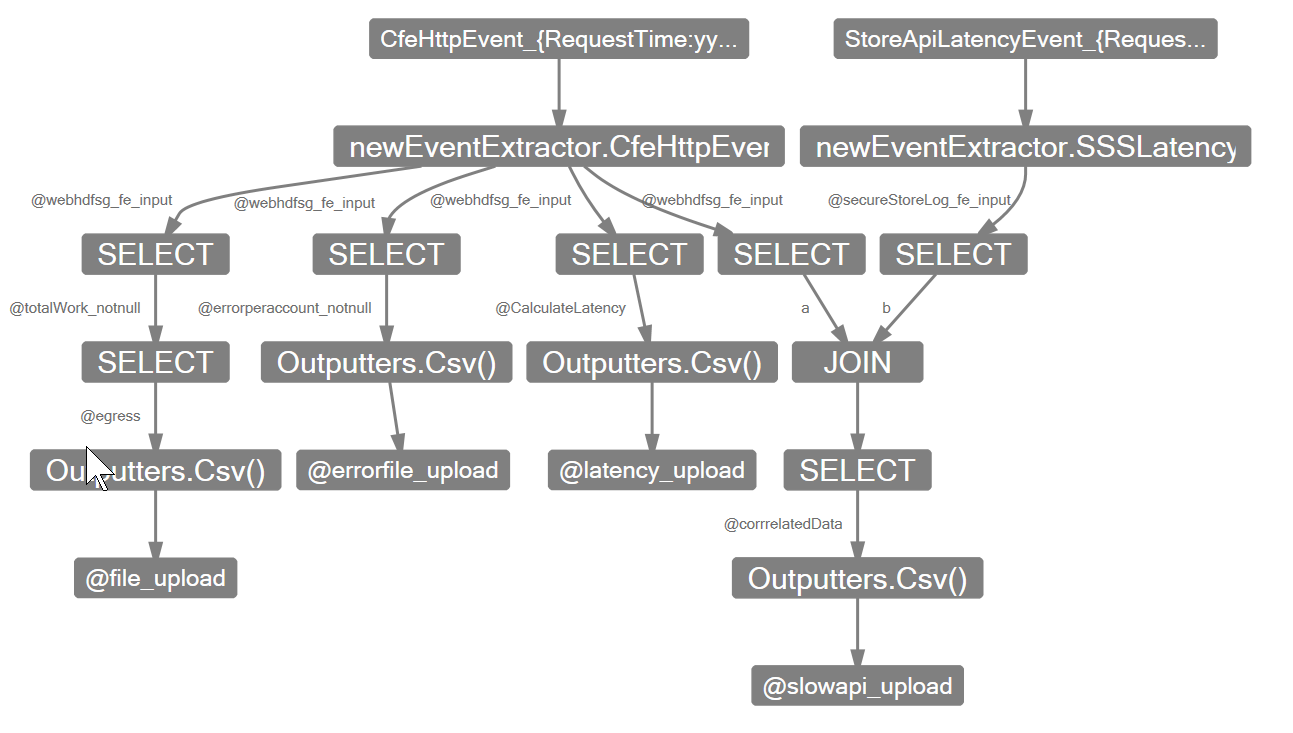 CfeHttpEvent_{RequestTime:yy...
StoreApiLatencyEvent_{Reques...
newEventExtractor.CfeHttpEver
newEventExtractor.SSSLatency
@webhdfsg_fe_input
@webhdfsg_fe_input
@webhdfsg_fe_input
@webhdfsg_fe_input
@secureStoreLog_fe_input
SELECT
SELECT
SELECT
SELECT
SELECT
@totalWork_notnull
@errorperaccount_notnull
@CalculateLatency
a
b
SELECT
Outputters.Csv()
Outputters.Csv()
JOIN
@egress
Outputters.Csv()
@errorfile_upload
@latency_upload
SELECT
@corrrelatedData
@file_upload
Outputters.Csv()
@slowapi_upload